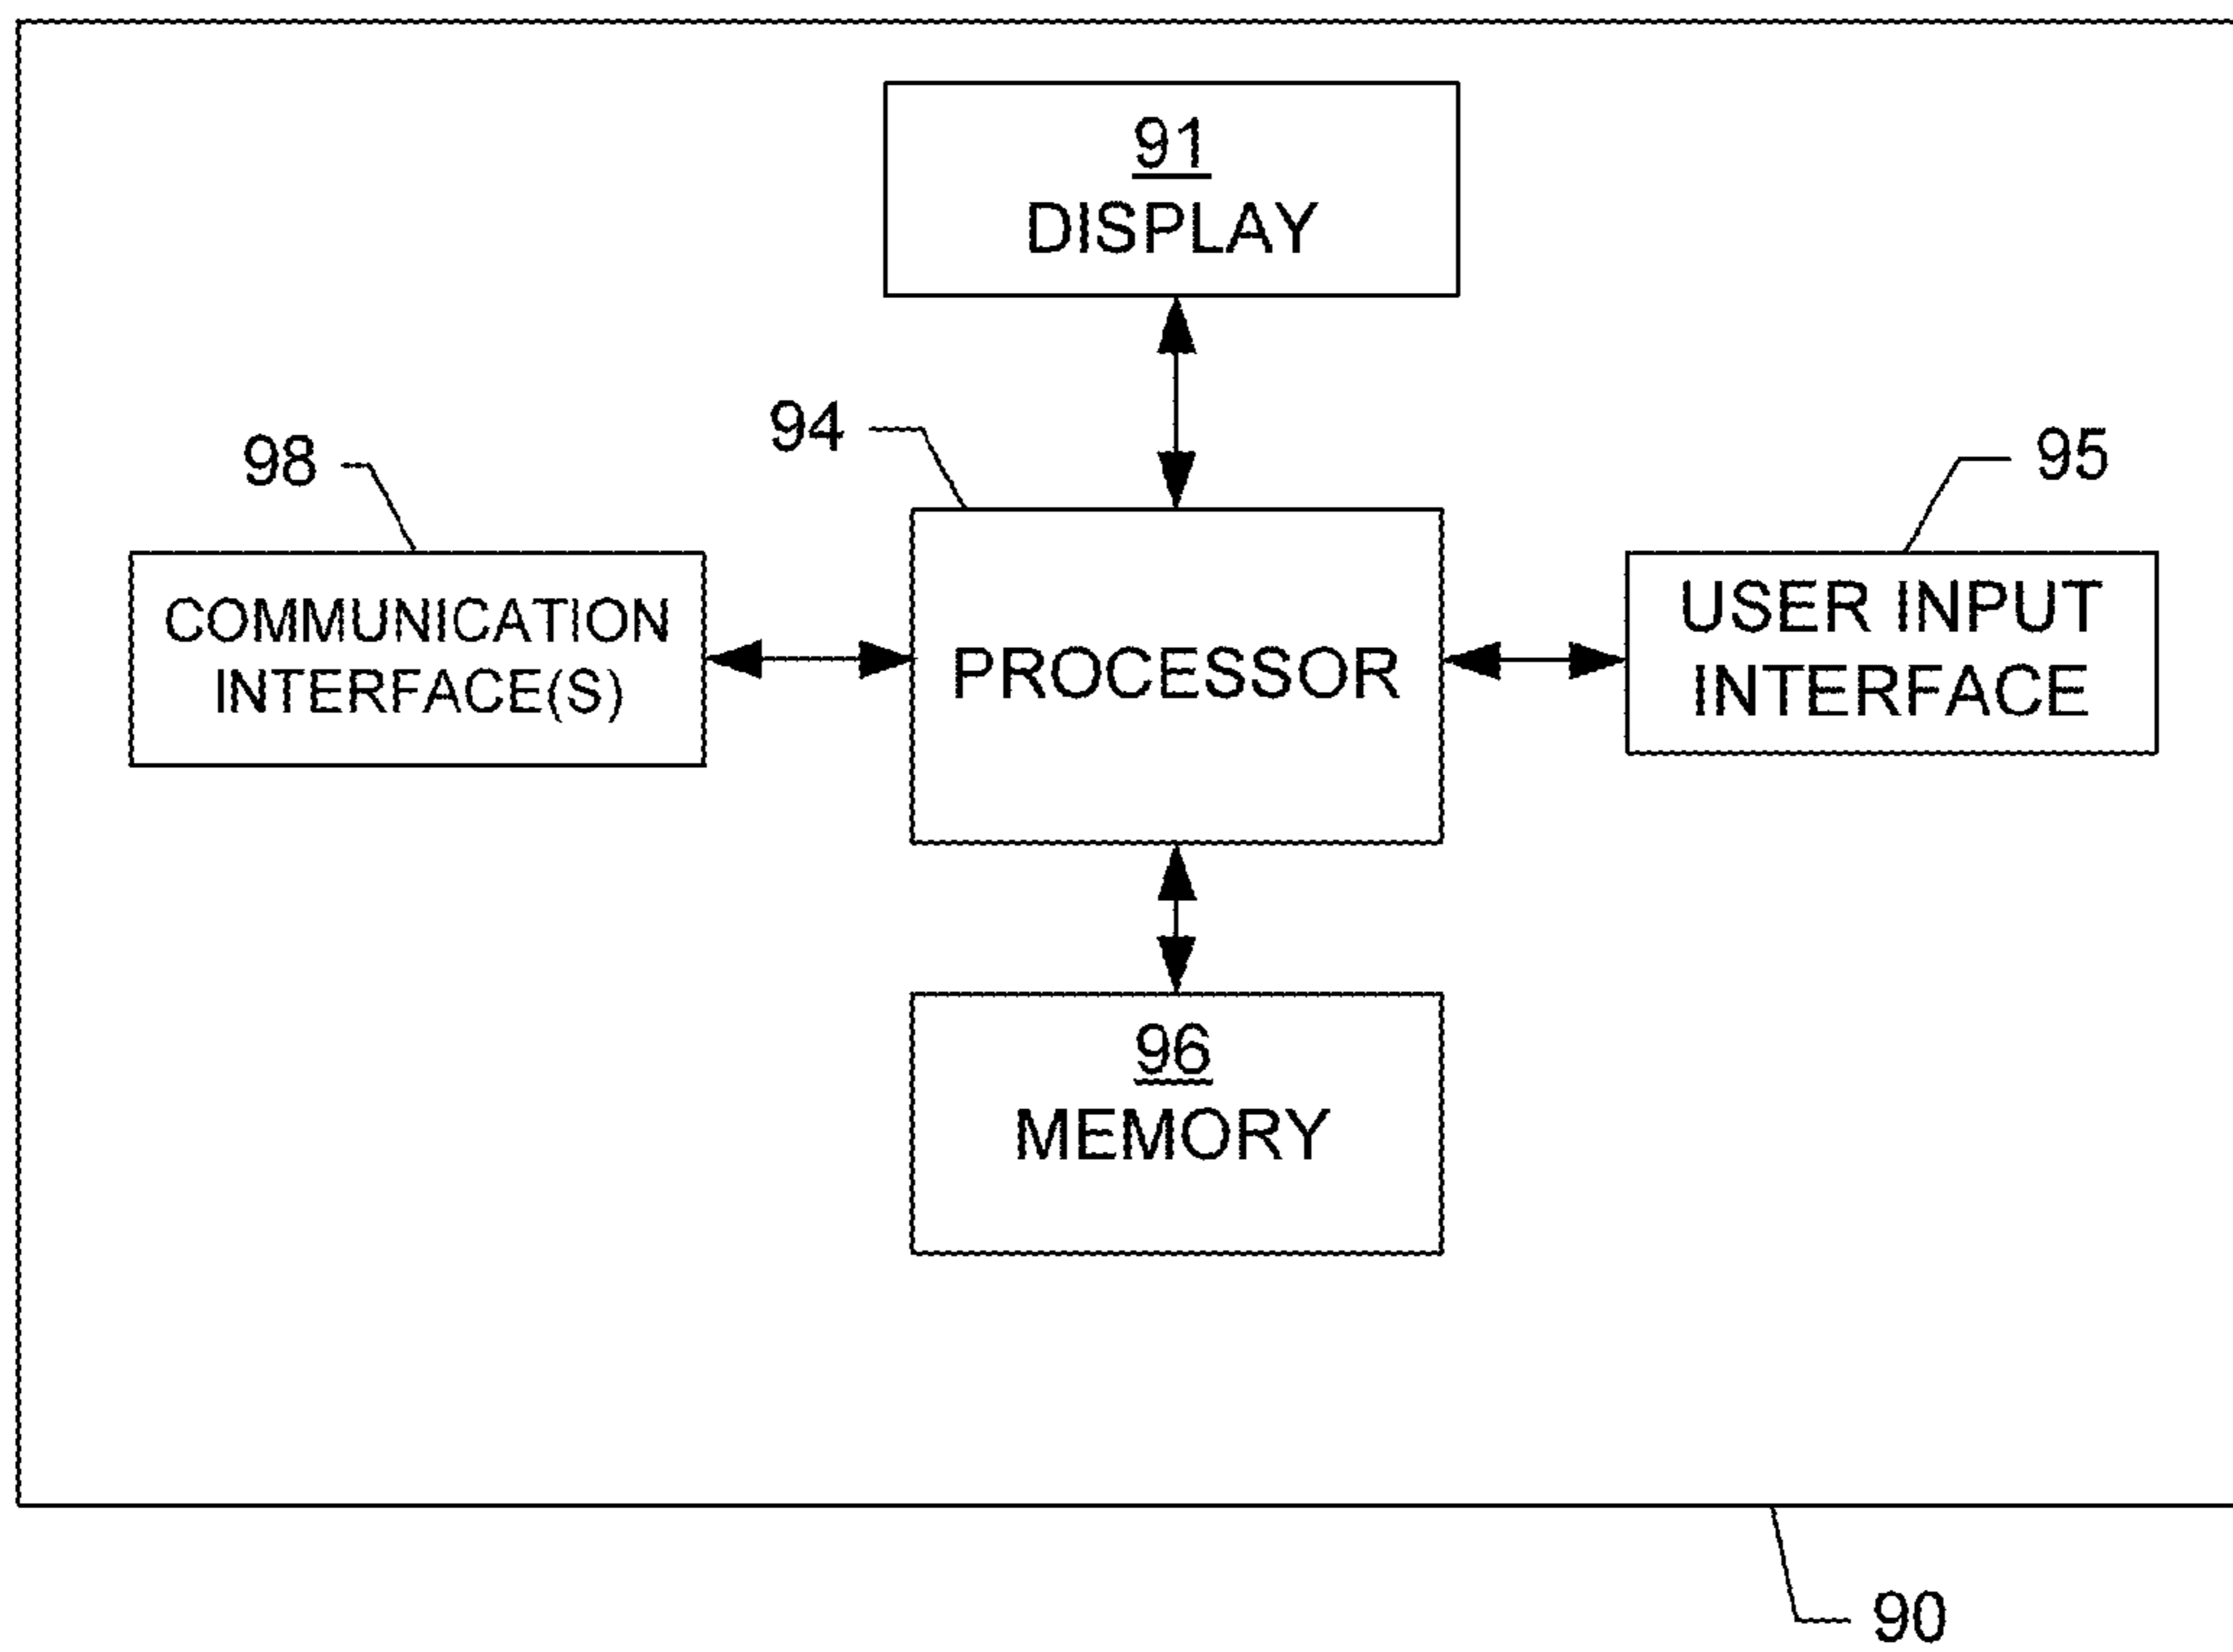 91
DISPLAY
94
98
95
COMMUNICATION
INTERFACE(S)
PROCESSOR
USER INPUT
INTERFACE
96
MEMORY
90